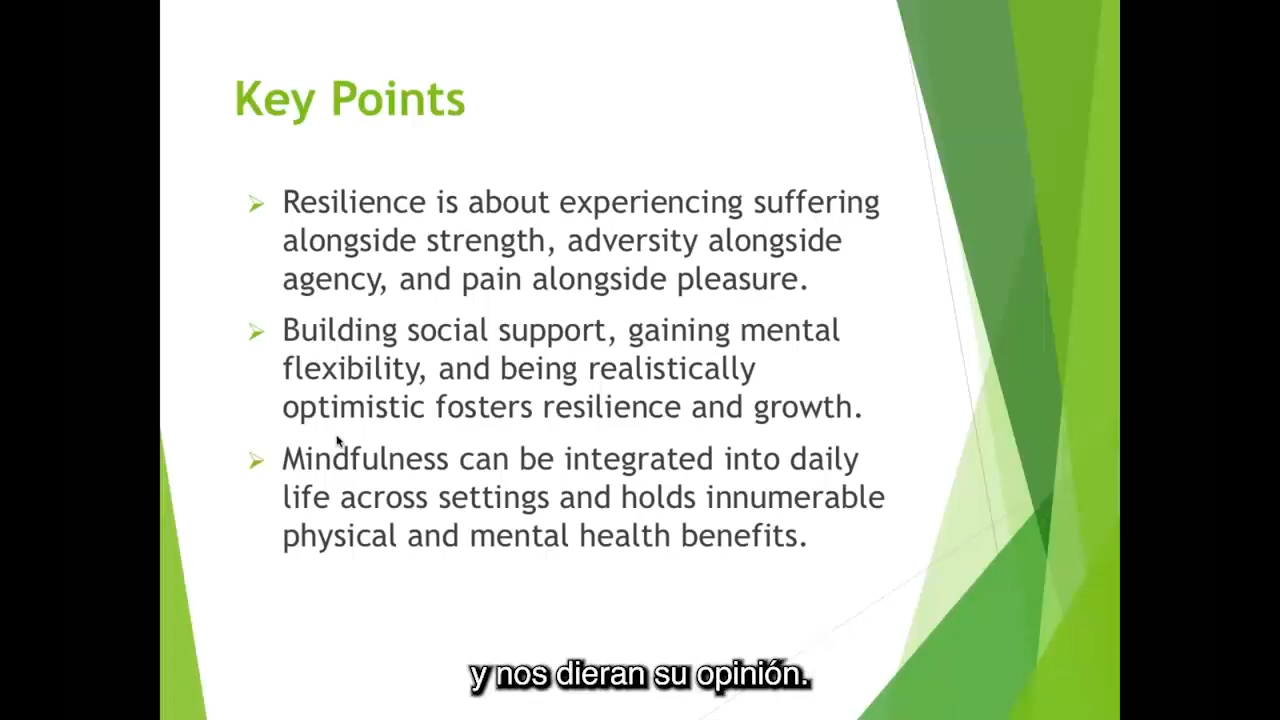 Key Points
Resilience is about experiencing suffering
alongside strength, adversity alongside
agency, and pain alongside pleasure.
Building social support, gaining mental
flexibility, and being realistically
optimistic fosters resilience and growth.
Mindfulness can be integrated into daily
life across settings and holds innumerable
physical and mental health benefits.
y nos dieran su opinión.